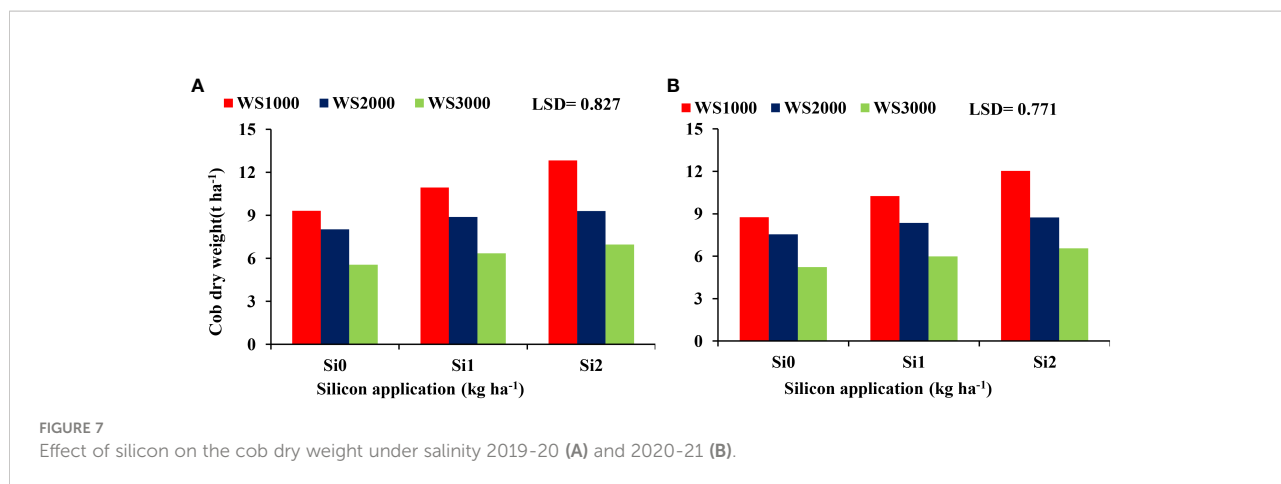 A
WS1000 WS2000 WS3000 LSD= 0.827
15
12
9
6
3
0
Cob dry weight(t ha⁻¹)
Si0 Si1 Si2
Silicon application (kg ha⁻¹)
B
WS1000 WS2000 WS3000 LSD= 0.771
15
12
9
6
3
0
Si0 Si1 Si2
Silicon application (kg ha⁻¹)
FIGURE 7
Effect of silicon on the cob dry weight under salinity 2019-20 (A) and 2020-21 (B).